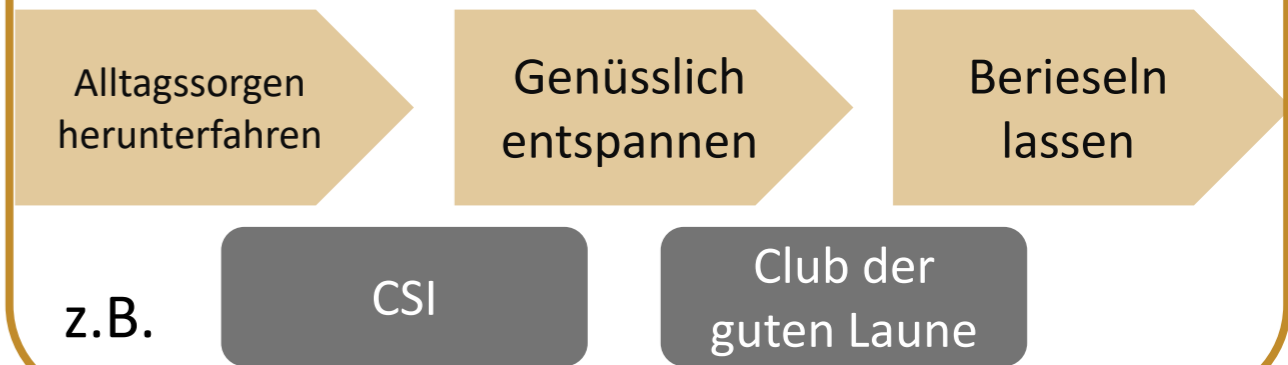 Alltagssorgen
herunterfahren
Genüsslich
entspannen
Berieseln
lassen
z.B.
CSI
Club der
guten Laune